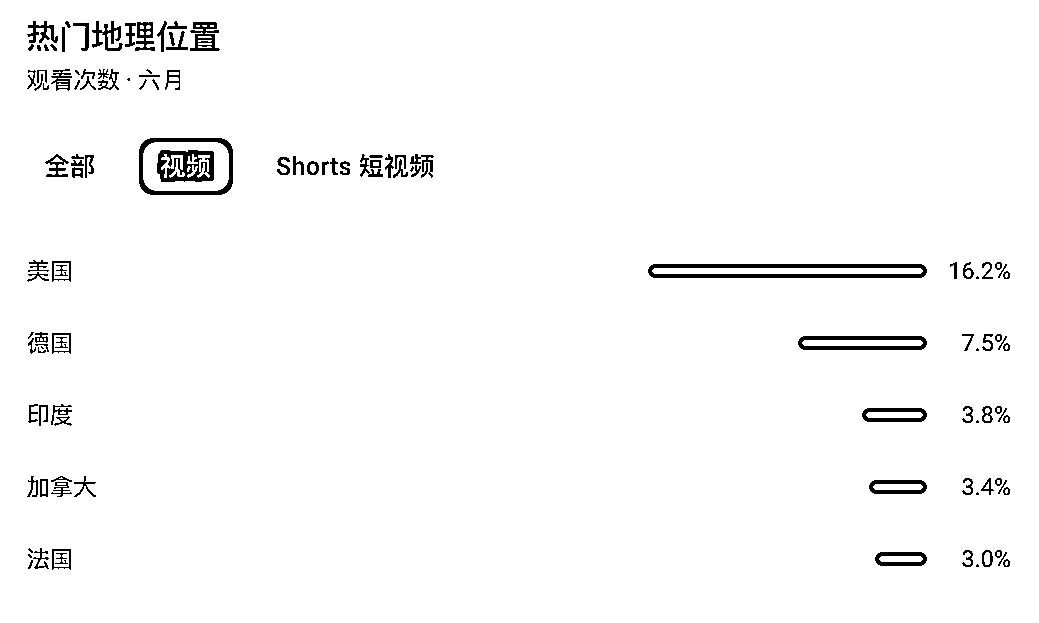 热门地理位置
观看次数 · 六月
全部 视频 Shorts 短视频
美国 16.2%
德国 7.5%
印度 3.8%
加拿大 3.4%
法国 3.0%